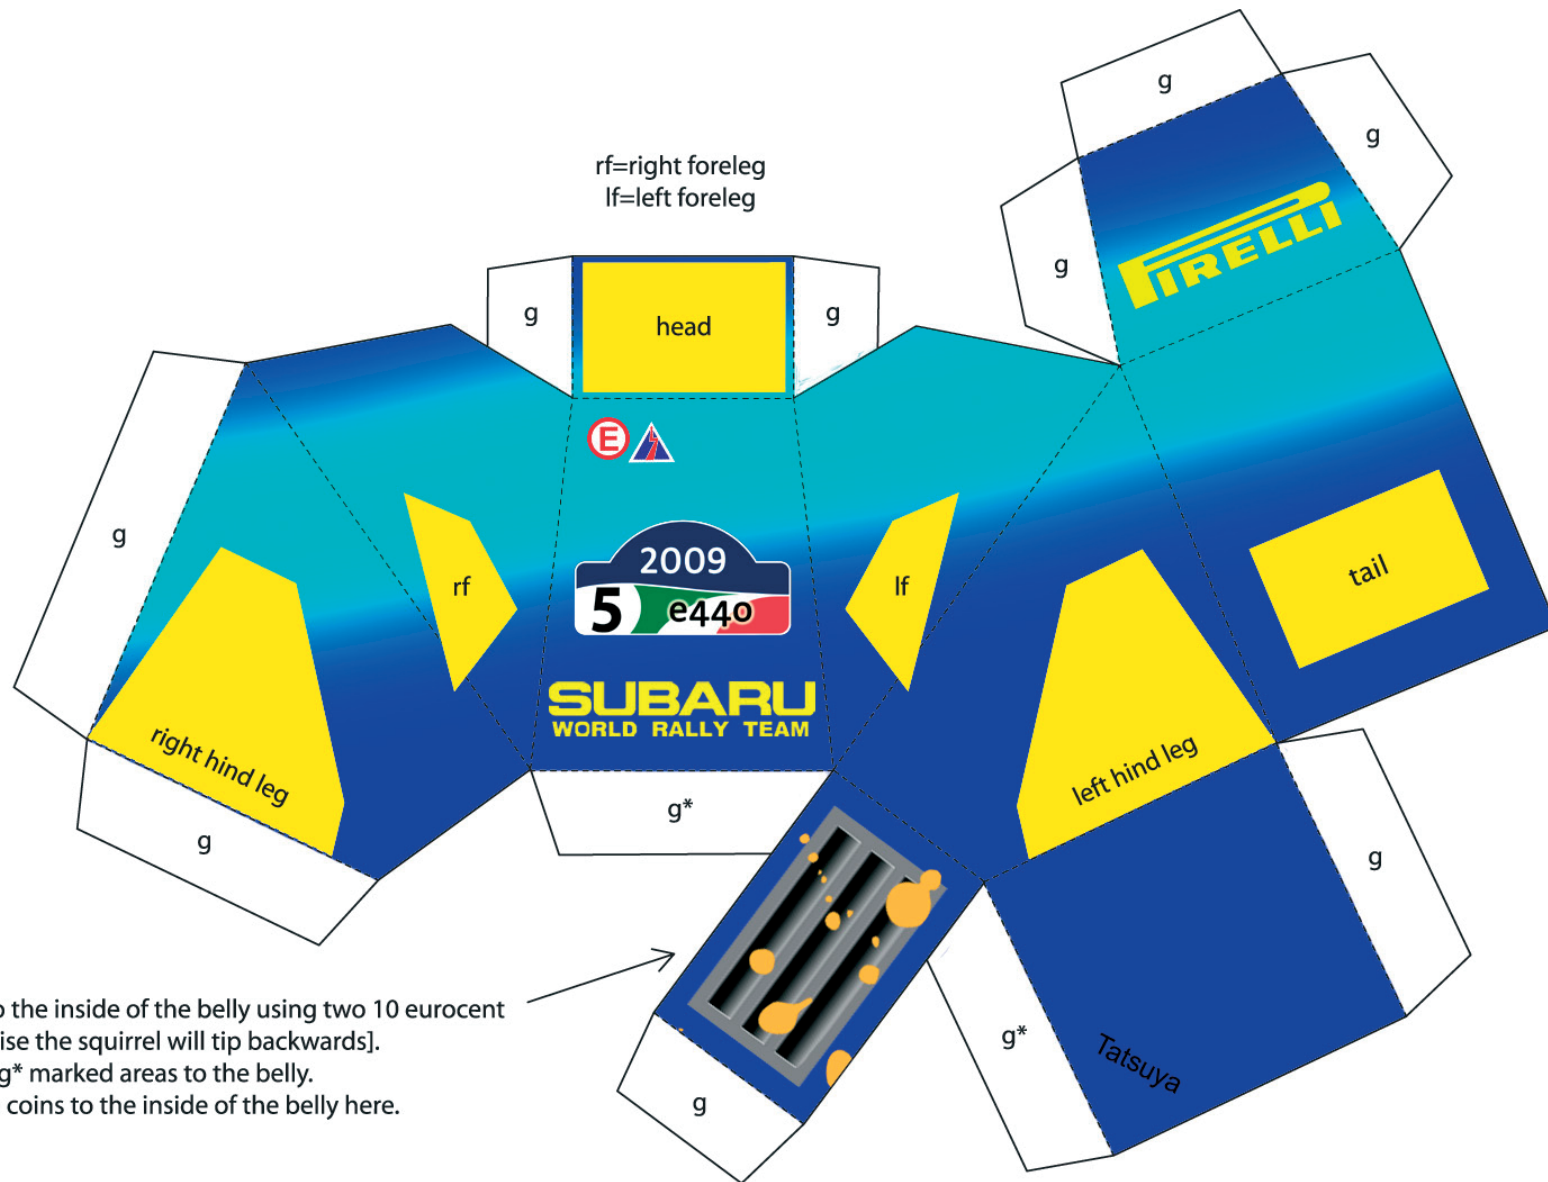 g
g
rf=right foreleg
lf=left foreleg
PIRELLI
g
g
head
g
E
g
2009
5 e44o
rf
lf
tail
SUBARU
WORLD RALLY TEAM
right hind leg
left hind leg
g
g*
g
p the inside of the belly using two 10 eurocent
ise the squirrel will tip backwards].
g* marked areas to the belly.
coins to the inside of the belly here.
g*
Tatsuya
g